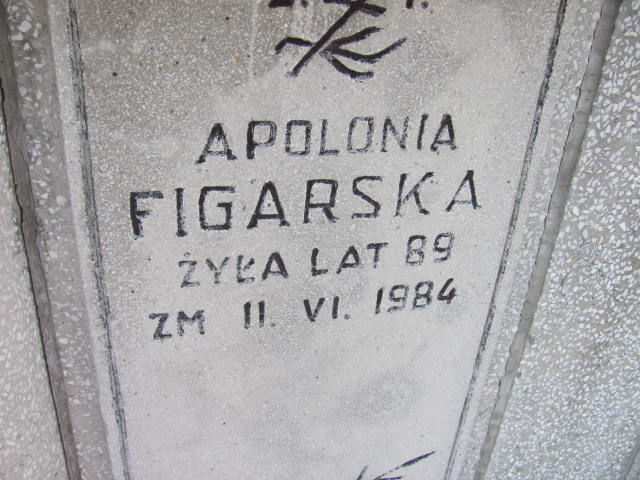 APOLONIA
FIGARSKA
ŻYŁA LAT 89
ZM 11. VI. 1984